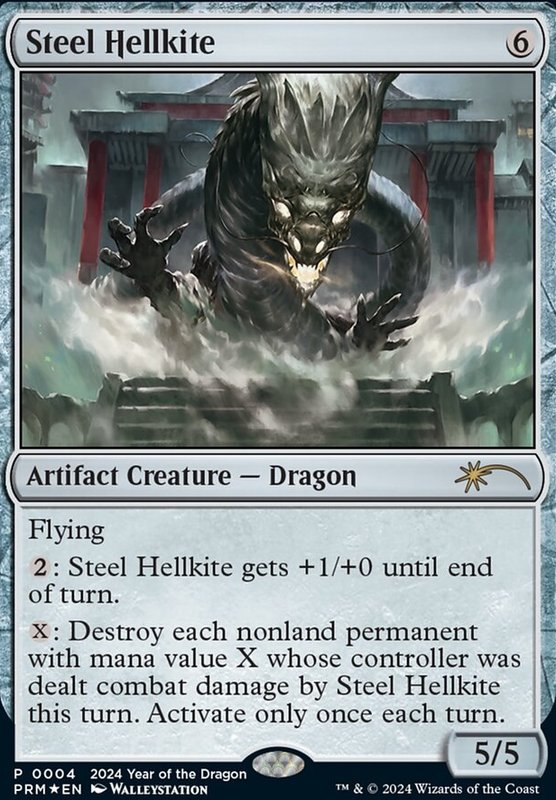 Steel Hellkite 6
Artifact Creature — Dragon
Flying
2: Steel Hellkite gets +1/+0 until end
of turn.
X: Destroy each nonland permanent
with mana value X whose controller was
dealt combat damage by Steel Hellkite
this turn. Activate only once each turn.
5/5
P 0004 2024 Year of the Dragon
PRM★EN WALLEYSTATION ™ & © 2024 Wizards of the Coast